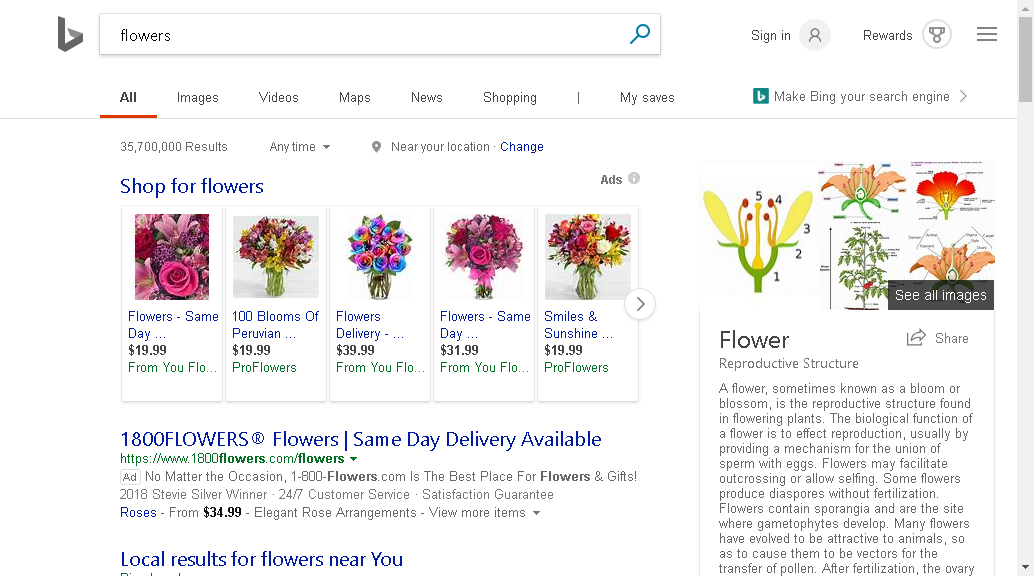 flowers
Sign in
Rewards
All
Images
Videos
Maps
News
Shopping
|
My saves
Make Bing your search engine
35,700,000 Results
Any time
Near your location · Change
Shop for flowers
Ads
Flowers - Same
Day ...
$19.99
From You Flo...
100 Blooms Of
Peruvian ...
$19.99
ProFlowers
Flowers
Delivery - ...
$39.99
From You Flo...
Flowers - Same
Day ...
$31.99
From You Flo...
Smiles &
Sunshine ...
$19.99
ProFlowers
1800FLOWERS® Flowers | Same Day Delivery Available
https://www.1800flowers.com/flowers
Ad No Matter the Occasion, 1-800-Flowers.com Is The Best Place For Flowers & Gifts!
2018 Stevie Silver Winner · 24/7 Customer Service · Satisfaction Guarantee
Roses - From $34.99 - Elegant Rose Arrangements - View more items
Local results for flowers near You
5
4
3
2
1
See all images
Flower
Share
Reproductive Structure
A flower, sometimes known as a bloom or
blossom, is the reproductive structure found
in flowering plants. The biological function of
a flower is to effect reproduction, usually by
providing a mechanism for the union of
sperm with eggs. Flowers may facilitate
outcrossing or allow selfing. Some flowers
produce diaspores without fertilization.
Flowers contain sporangia and are the site
where gametophytes develop. Many flowers
have evolved to be attractive to animals, so
as to cause them to be vectors for the
transfer of pollen. After fertilization, the ovary